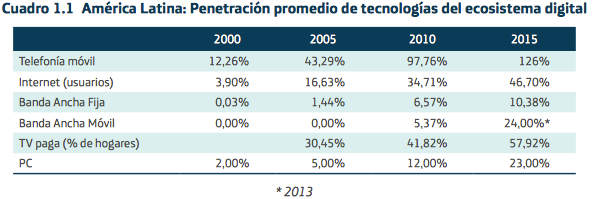 Cuadro 1.1 América Latina: Penetración promedio de tecnologías del ecosistema digital
2000 2005 2010 2015
Telefonía móvil 12,26% 43,29% 97,76% 126%
Internet (usuarios) 3,90% 16,63% 34,71% 46,70%
Banda Ancha Fija 0,03% 1,44% 6,57% 10,38%
Banda Ancha Móvil 0,00% 0,00% 5,37% 24,00%*
TV paga (% de hogares) 30,45% 41,82% 57,92%
PC 2,00% 5,00% 12,00% 23,00%
* 2013